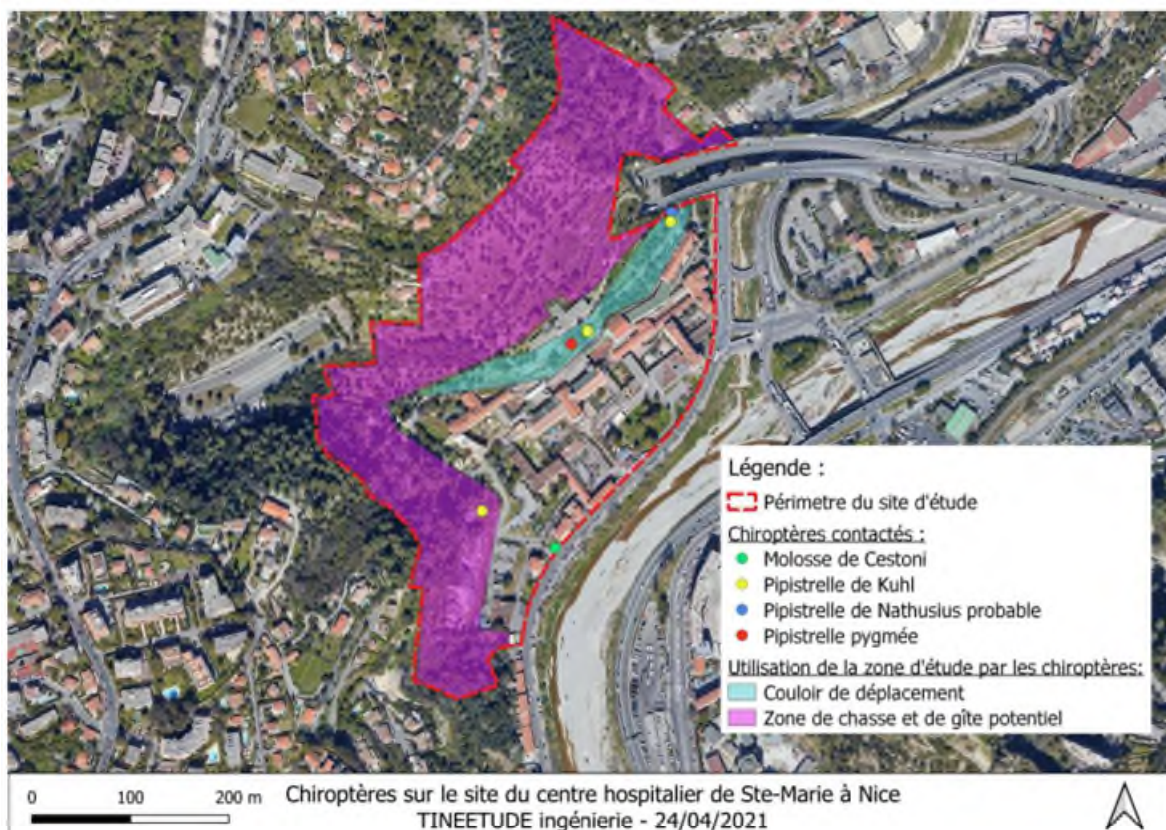 Légende :
Périmetre du site d'étude
Chiroptères contactés :
Molosse de Cestoni
Pipistrelle de Kuhl
Pipistrelle de Nathusius probable
Pipistrelle pygmée
Utilisation de la zone d'étude par les chiroptères:
Couloir de déplacement
Zone de chasse et de gîte potentiel
0 100 200 m
Chiroptères sur le site du centre hospitalier de Ste-Marie à Nice
TINEETUDE ingénierie - 24/04/2021